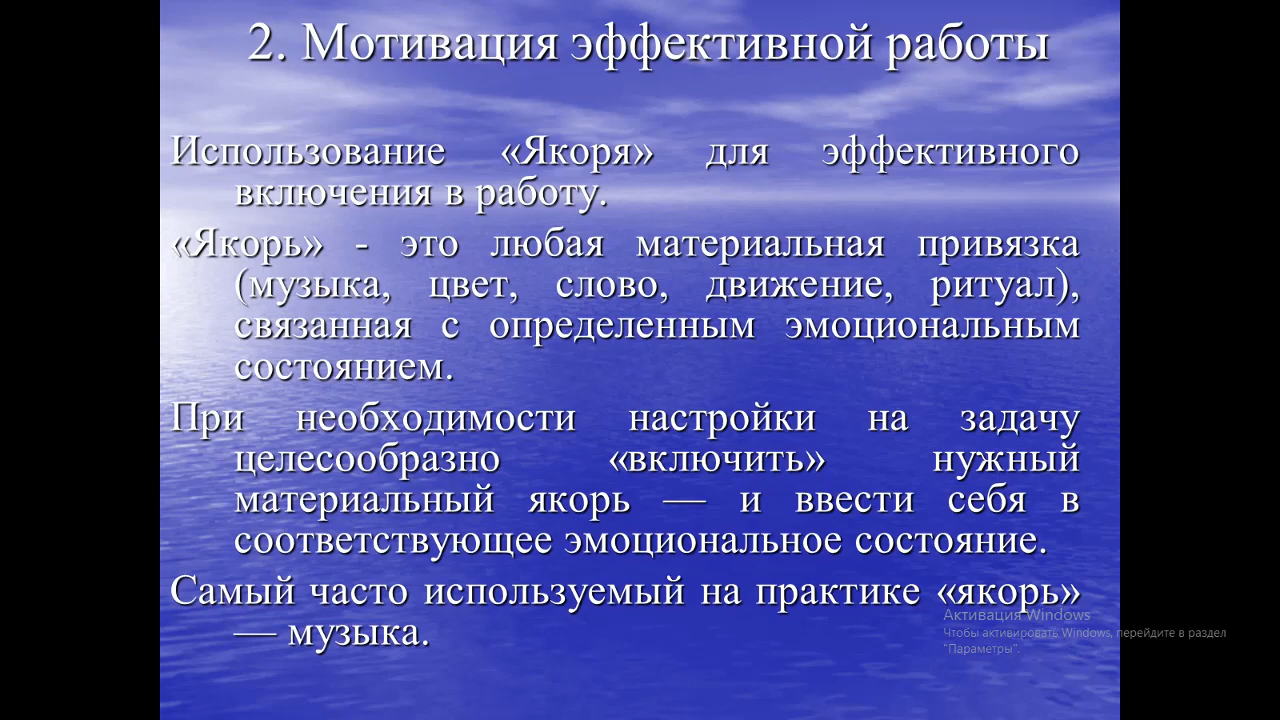 2. Мотивация эффективной работы
Использование «Якоря» для эффективного
включения в работу.
«Якорь» - это любая материальная привязка
(музыка, цвет, слово, движение, ритуал),
связанная с определенным эмоциональным
состоянием.
При необходимости настройки на задачу
целесообразно «включить» нужный
материальный якорь — и ввести себя в
соответствующее эмоциональное состояние.
Самый часто используемый на практике «якорь»
— музыка.
Активация Windows
Чтобы активировать Windows, перейдите в раздел
"Параметры".